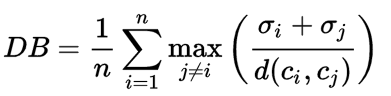 $DB = \frac{1}{n} \sum_{i=1}^{n} \max_{j \neq i} \left( \frac{\sigma_i + \sigma_j}{d(c_i, c_j)} \right)$